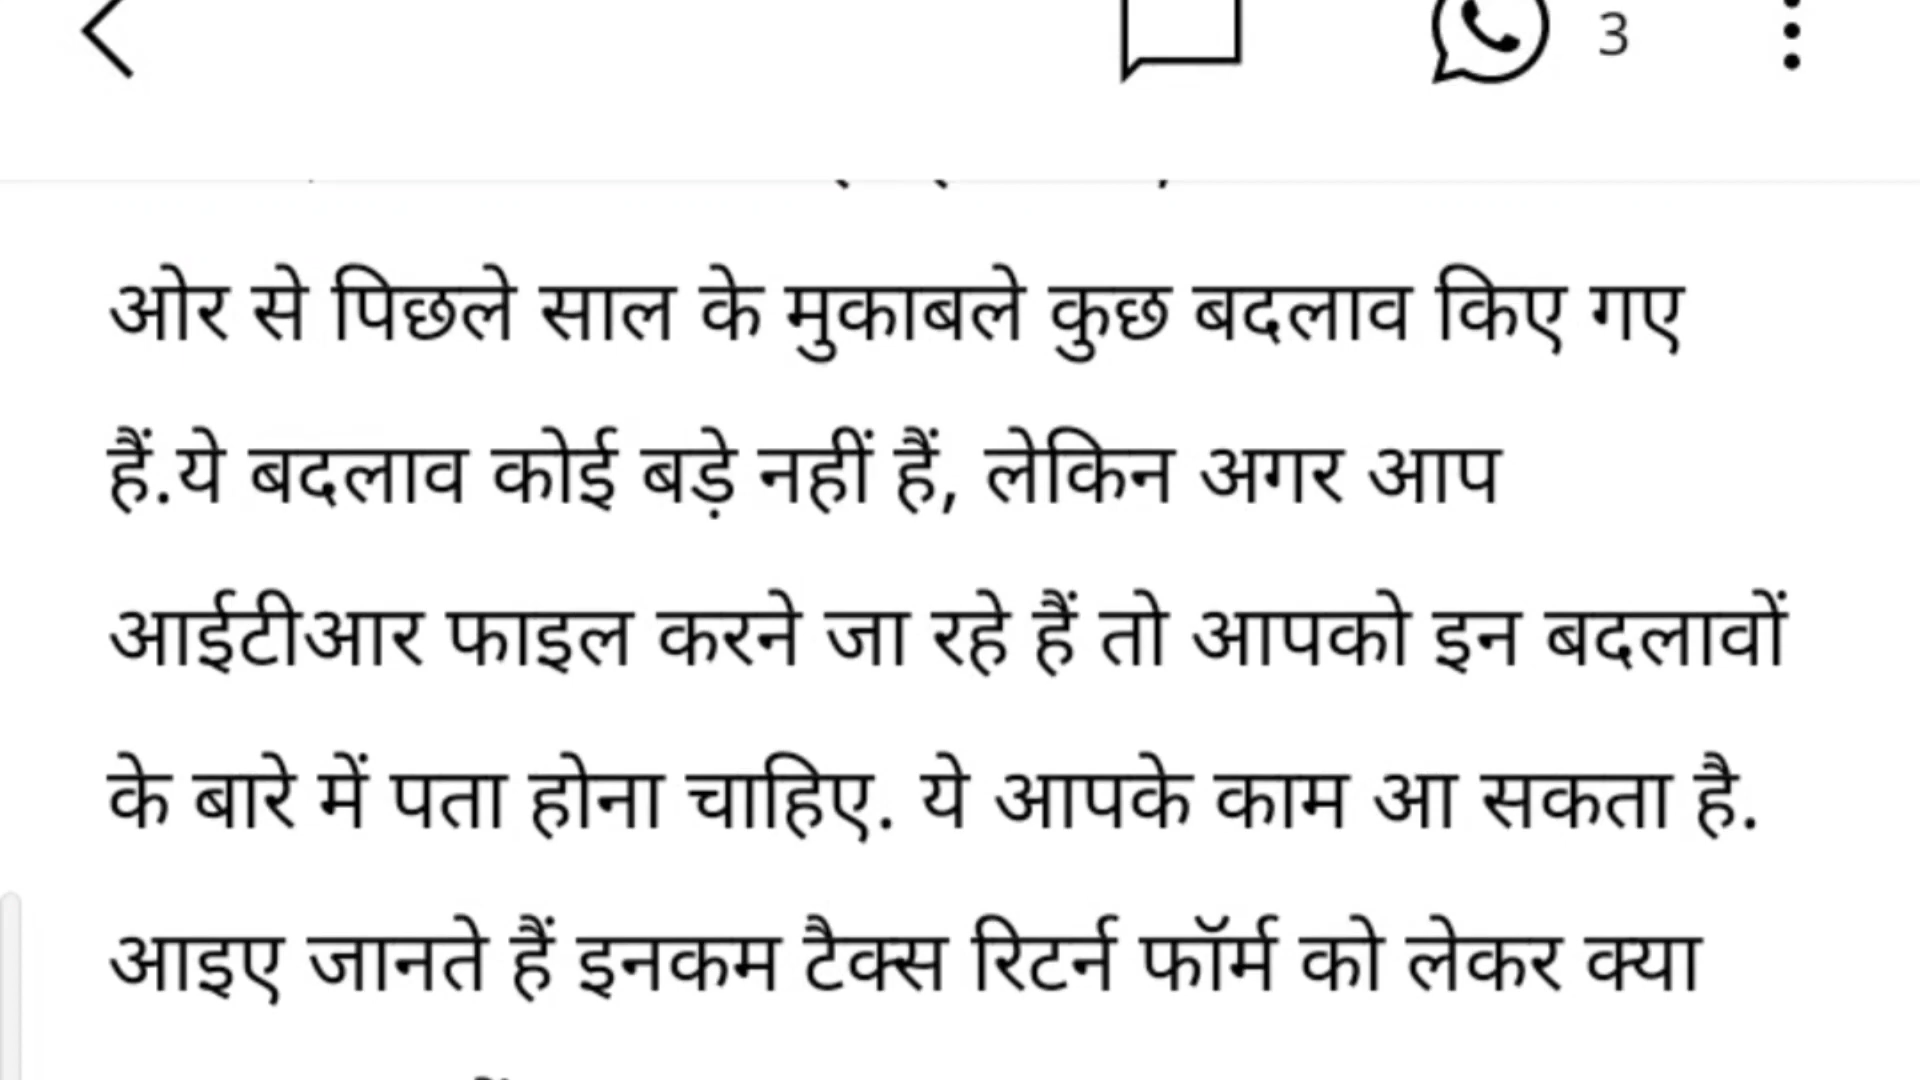 3
ओर से पिछले साल के मुकाबले कुछ बदलाव किए गए
हैं.ये बदलाव कोई बड़े नहीं हैं, लेकिन अगर आप
आईटीआर फाइल करने जा रहे हैं तो आपको इन बदलावों
के बारे में पता होना चाहिए. ये आपके काम आ सकता है.
आइए जानते हैं इनकम टैक्स रिटर्न फॉर्म को लेकर क्या